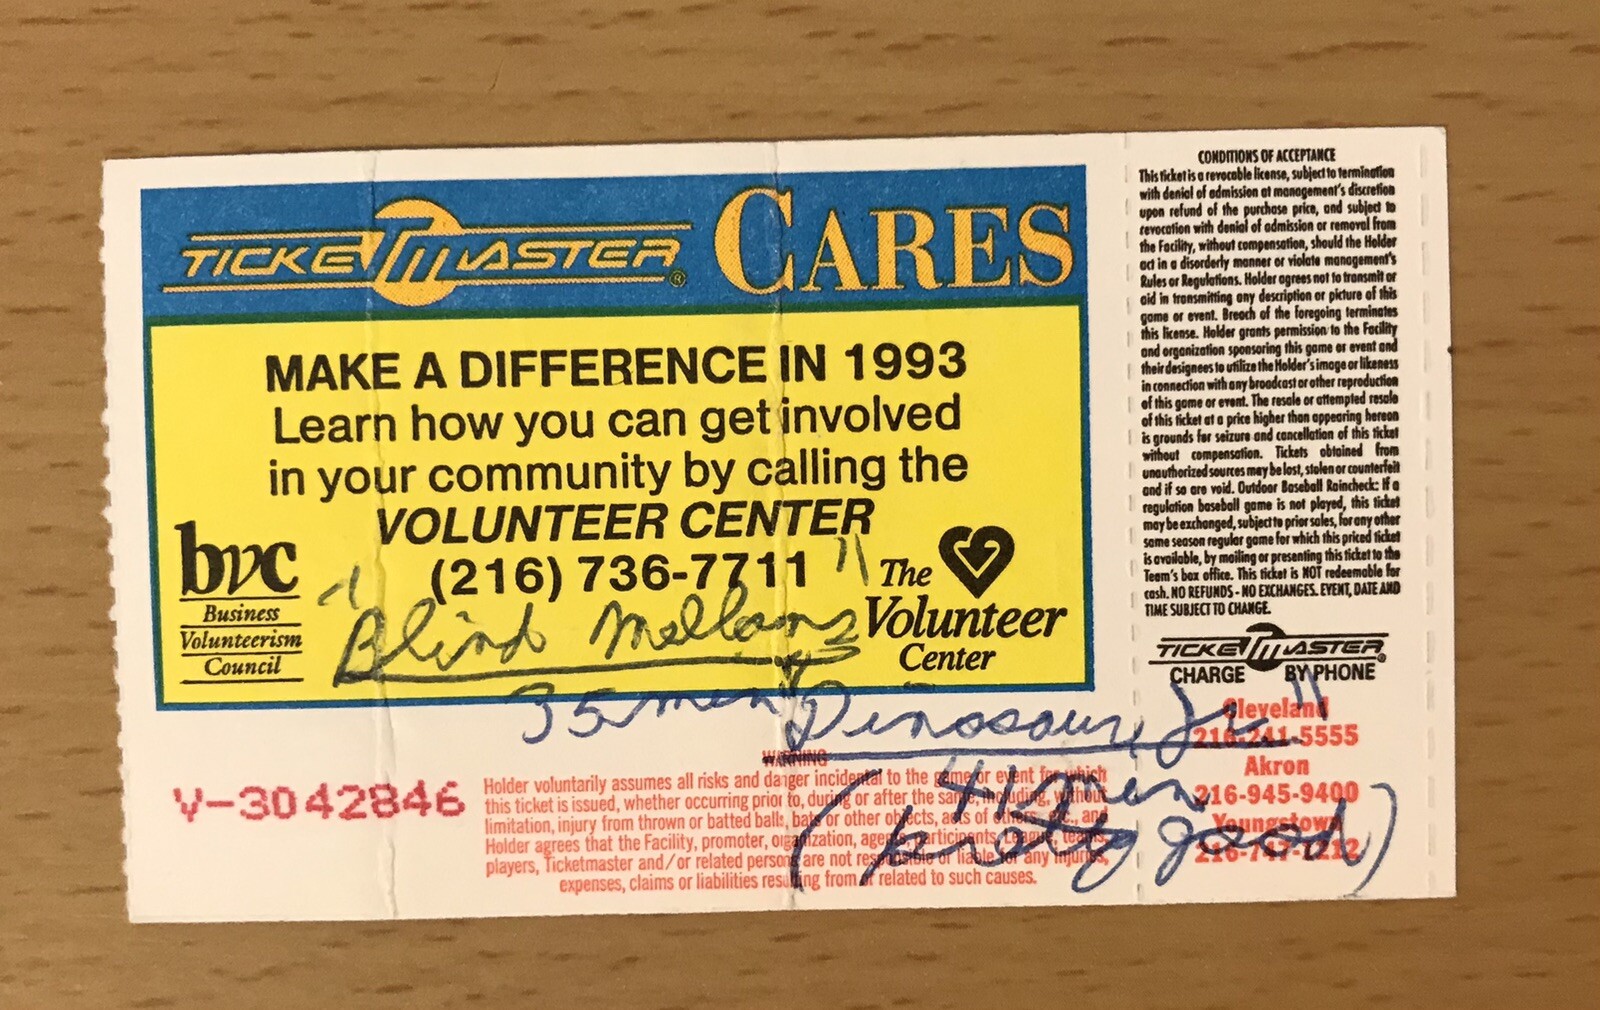 TICKETMASTER® CARES
MAKE A DIFFERENCE IN 1993
Learn how you can get involved
in your community by calling the
VOLUNTEER CENTER
(216) 736-7711
bvc
Business
Volunteerism
Council
The
Volunteer
Center
"Blind Mellons"
35 min "Dinosaur, Jr"
41 min
(pretty good)
V-3042846
WARNING
Holder voluntarily assumes all risks and danger incidental to the game or event for which
this ticket is issued, whether occurring prior to, during or after the same, including, without
limitation, injury from thrown or batted balls, bats or other objects, acts of others, etc., and
Holder agrees that the Facility, promoter, organization, agents, participants, League, teams,
players, Ticketmaster and/or related persons are not responsible or liable for any injuries,
expenses, claims or liabilities resulting from or related to such causes.
CONDITIONS OF ACCEPTANCE
This ticket is a revocable license, subject to termination
with denial of admission at management's discretion
upon refund of the purchase price, and subject to
revocation with denial of admission or removal from
the Facility, without compensation, should the Holder
act in a disorderly manner or violate management's
Rules or Regulations. Holder agrees not to transmit or
aid in transmitting any description or picture of this
game or event. Breach of the foregoing terminates
this license. Holder grants permission to the Facility
and organization sponsoring this game or event and
their designees to utilize the Holder's image or likeness
in connection with any broadcast or other reproduction
of this game or event. The resale or attempted resale
of this ticket at a price higher than appearing hereon
is grounds for seizure and cancellation of this ticket
without compensation. Tickets obtained from
unauthorized sources may be lost, stolen or counterfeit
and if so are void. Outdoor Baseball Raincheck: If a
regulation baseball game is not played, this ticket
may be exchanged, subject to prior sales, for any other
same season regular game for which this priced ticket
is available, by mailing or presenting this ticket to the
Team's box office. This ticket is NOT redeemable for
cash. NO REFUNDS - NO EXCHANGES. EVENT, DATE AND
TIME SUBJECT TO CHANGE.
TICKETMASTER®
CHARGE BY PHONE
Cleveland
216-241-5555
Akron
216-945-9400
Youngstown
216-747-1212